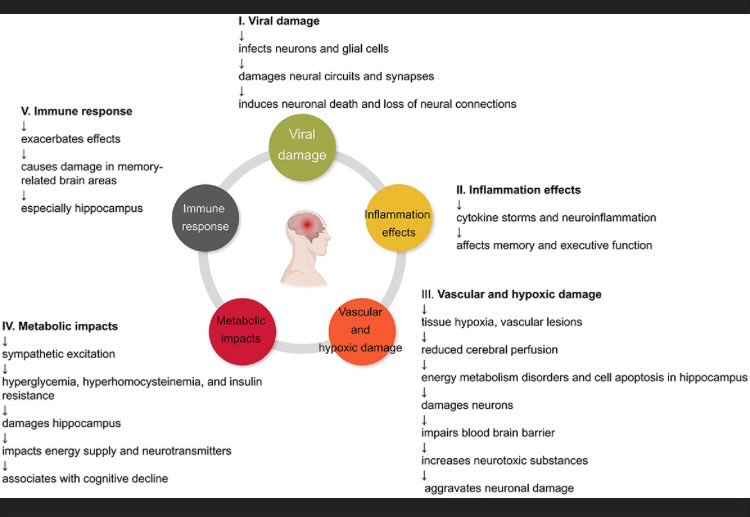 I. Viral damage
↓
infects neurons and glial cells
↓
damages neural circuits and synapses
↓
induces neuronal death and loss of neural connections
V. Immune response
↓
exacerbates effects
↓
causes damage in memory-
related brain areas
↓
especially hippocampus
Viral
damage
Immune
response
Inflammation
effects
Metabolic
impacts
Vascular
and
hypoxic damage
II. Inflammation effects
↓
cytokine storms and neuroinflammation
↓
affects memory and executive function
III. Vascular and hypoxic damage
↓
tissue hypoxia, vascular lesions
↓
reduced cerebral perfusion
↓
energy metabolism disorders and cell apoptosis in hippocampus
↓
damages neurons
↓
impairs blood brain barrier
↓
increases neurotoxic substances
↓
aggravates neuronal damage
IV. Metabolic impacts
↓
sympathetic excitation
↓
hyperglycemia, hyperhomocysteinemia, and insulin
resistance
↓
damages hippocampus
↓
impacts energy supply and neurotransmitters
↓
associates with cognitive decline